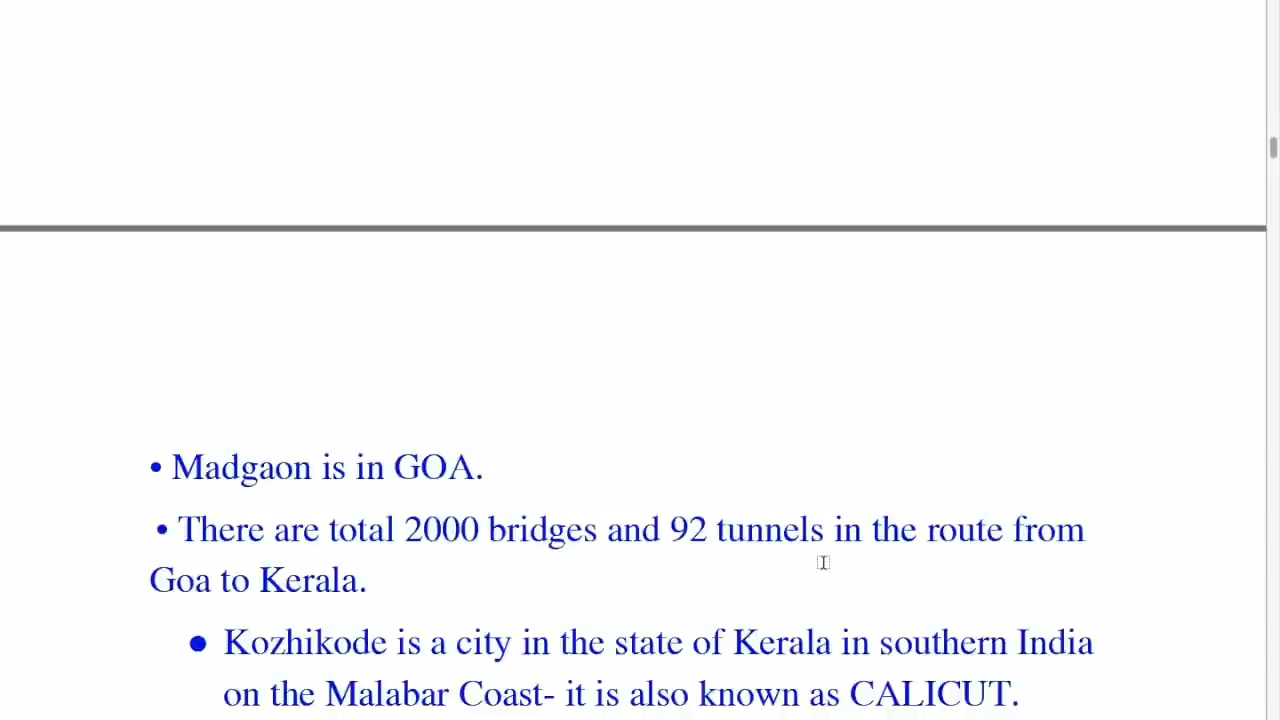 • Madgaon is in GOA.
• There are total 2000 bridges and 92 tunnels in the route from
Goa to Kerala.
● Kozhikode is a city in the state of Kerala in southern India
on the Malabar Coast- it is also known as CALICUT.